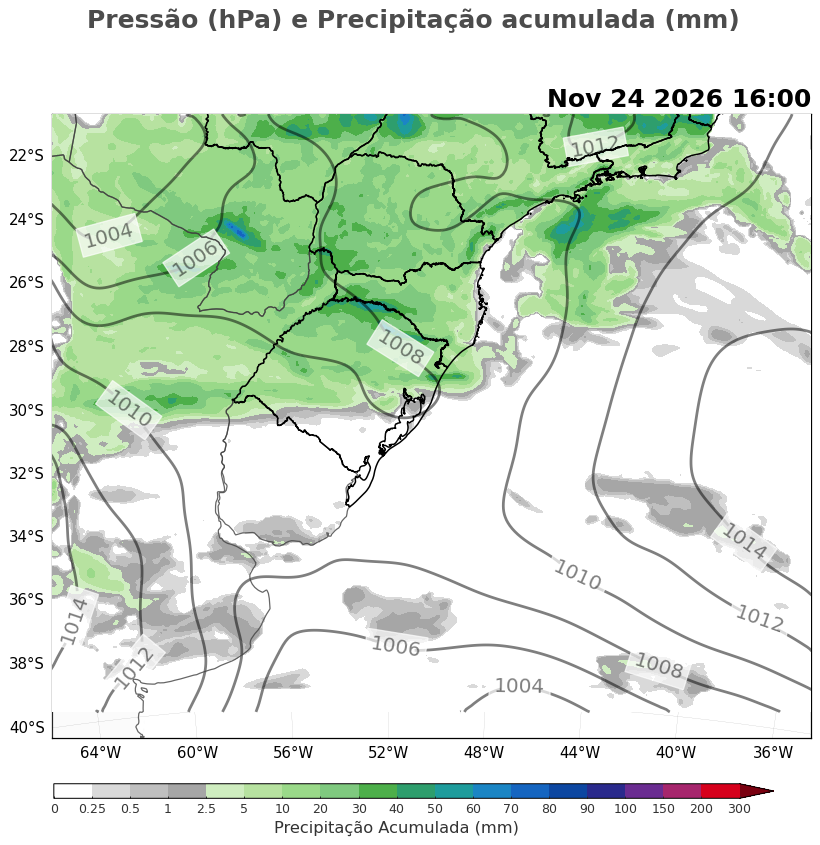 Pressão (hPa) e Precipitação acumulada (mm)
Nov 24 2026 16:00
22°S
24°S
26°S
28°S
30°S
32°S
34°S
36°S
38°S
40°S
1012
1004
1006
1008
1010
1014
1010
1014
1012
1012
1006
1008
1004
64°W 60°W 56°W 52°W 48°W 44°W 40°W 36°W
0 0.25 0.5 1 2.5 5 10 20 30 40 50 60 70 80 90 100 150 200 300
Precipitação Acumulada (mm)